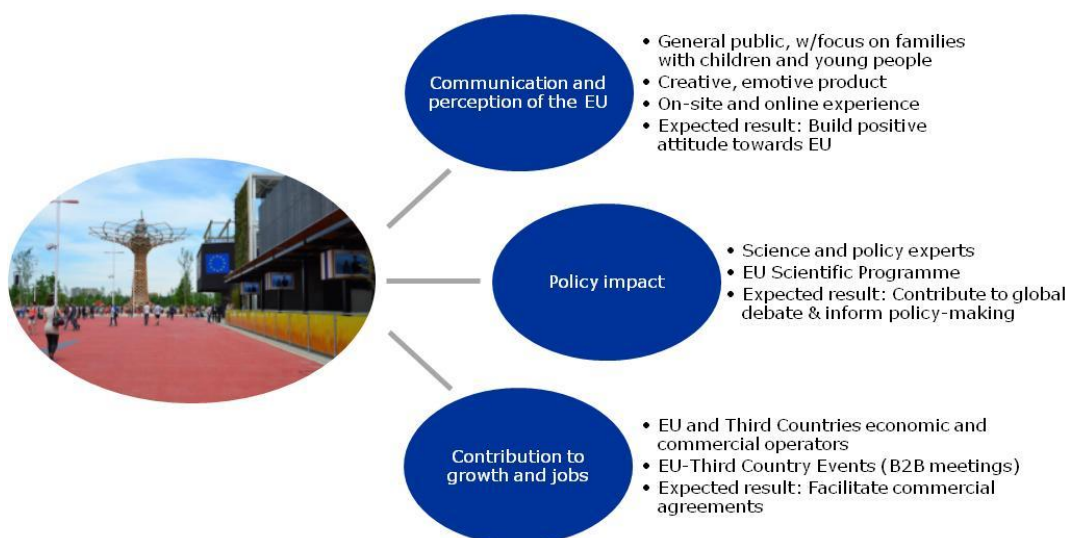 Communication and
perception of the EU
• General public, w/focus on families
with children and young people
• Creative, emotive product
• On-site and online experience
• Expected result: Build positive
attitude towards EU
Policy impact
• Science and policy experts
• EU Scientific Programme
• Expected result: Contribute to global
debate & inform policy-making
Contribution to
growth and jobs
• EU and Third Countries economic and
commercial operators
• EU-Third Country Events (B2B meetings)
• Expected result: Facilitate commercial
agreements